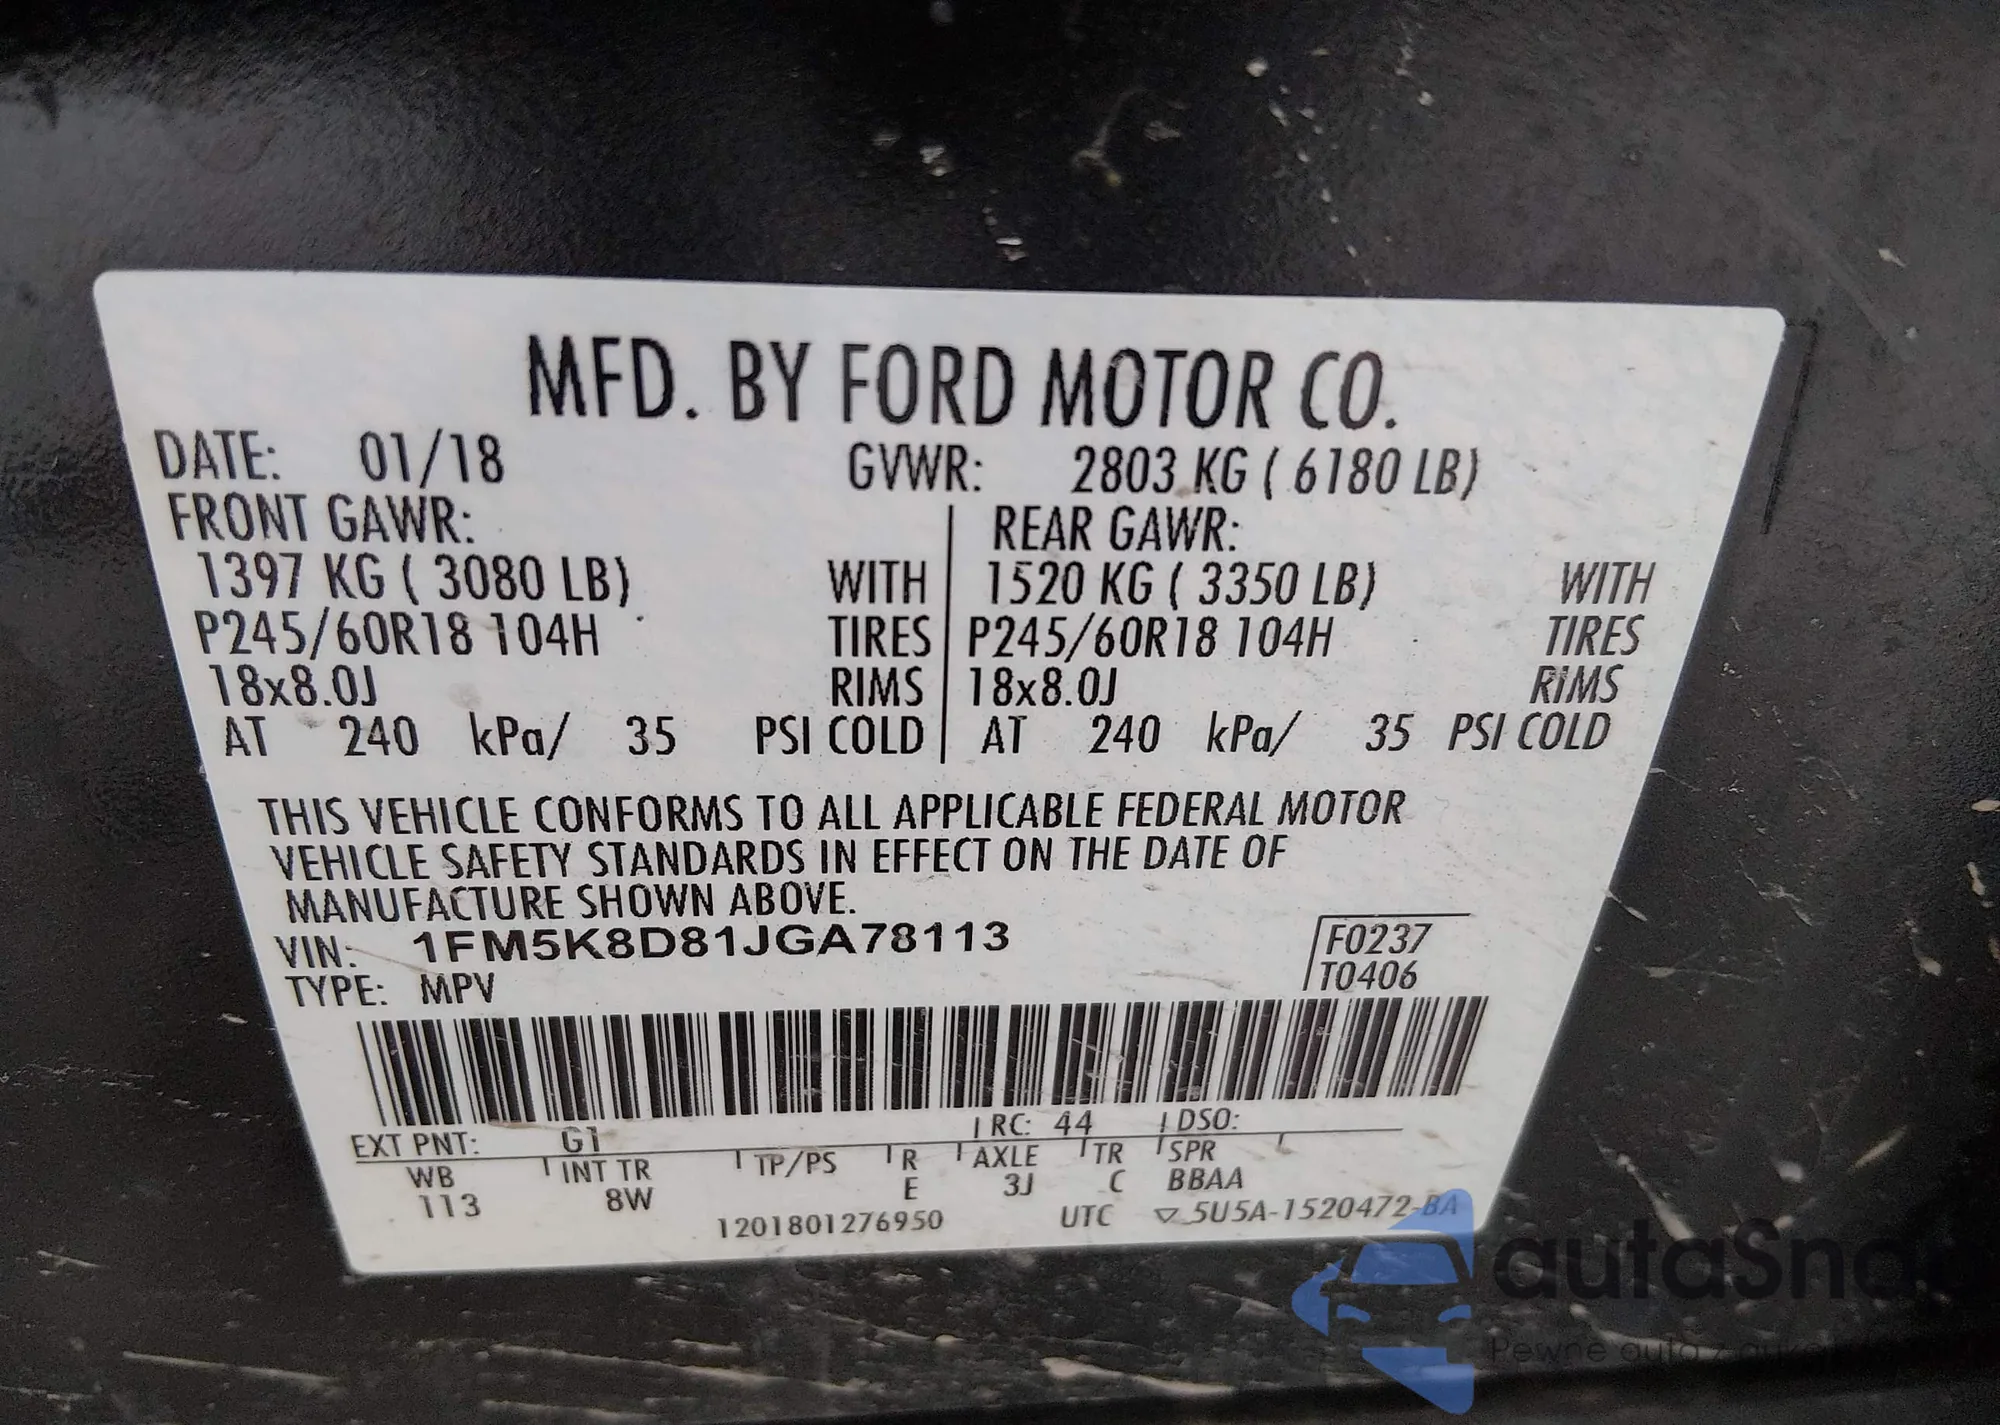 MFD. BY FORD MOTOR CO.
DATE: 01/18 GVWR: 2803 KG ( 6180 LB)
FRONT GAWR: REAR GAWR:
1397 KG ( 3080 LB) WITH 1520 KG ( 3350 LB) WITH
P245/60R18 104H TIRES P245/60R18 104H TIRES
18x8.0J RIMS 18x8.0J RIMS
AT 240 kPa/ 35 PSI COLD AT 240 kPa/ 35 PSI COLD
THIS VEHICLE CONFORMS TO ALL APPLICABLE FEDERAL MOTOR
VEHICLE SAFETY STANDARDS IN EFFECT ON THE DATE OF
MANUFACTURE SHOWN ABOVE.
VIN: 1FM5K8D81JGA78113 F0237
TYPE: MPV T0406
EXT PNT: G1 RC: 44 DSO:
WB INT TR TP/PS R AXLE TR SPR
113 8W E 3J C BBAA
1201801276950 UTC ▽ 5U5A-1520472-BA
autaSna
Pewne auta z